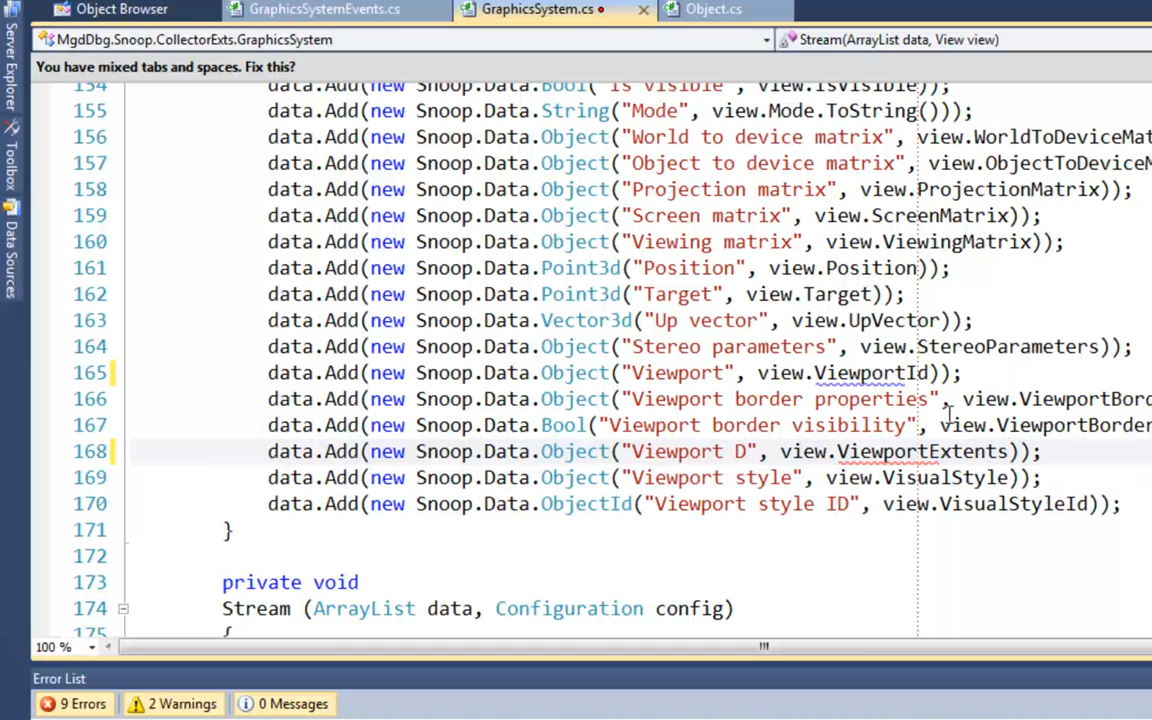 Object Browser GraphicsSystemEvents.cs GraphicsSystem.cs Object.cs
MgdDbg.Snoop.CollectorExts.GraphicsSystem Stream(ArrayList data, View view)
You have mixed tabs and spaces. Fix this?
Server Explorer
Toolbox
Data Sources
154 data.Add(new Snoop.Data.Bool("Is visible", view.IsVisible));
155 data.Add(new Snoop.Data.String("Mode", view.Mode.ToString()));
156 data.Add(new Snoop.Data.Object("World to device matrix", view.WorldToDeviceMat
157 data.Add(new Snoop.Data.Object("Object to device matrix", view.ObjectToDeviceM
158 data.Add(new Snoop.Data.Object("Projection matrix", view.ProjectionMatrix));
159 data.Add(new Snoop.Data.Object("Screen matrix", view.ScreenMatrix));
160 data.Add(new Snoop.Data.Object("Viewing matrix", view.ViewingMatrix));
161 data.Add(new Snoop.Data.Point3d("Position", view.Position));
162 data.Add(new Snoop.Data.Point3d("Target", view.Target));
163 data.Add(new Snoop.Data.Vector3d("Up vector", view.UpVector));
164 data.Add(new Snoop.Data.Object("Stereo parameters", view.StereoParameters));
165 data.Add(new Snoop.Data.Object("Viewport", view.ViewportId));
166 data.Add(new Snoop.Data.Object("Viewport border properties", view.ViewportBord
167 data.Add(new Snoop.Data.Bool("Viewport border visibility", view.ViewportBorder
168 data.Add(new Snoop.Data.Object("Viewport D", view.ViewportExtents));
169 data.Add(new Snoop.Data.Object("Viewport style", view.VisualStyle));
170 data.Add(new Snoop.Data.ObjectId("Viewport style ID", view.VisualStyleId));
171 }
172
173 private void
174 Stream (ArrayList data, Configuration config)
175 {
100 %
Error List
9 Errors 2 Warnings 0 Messages